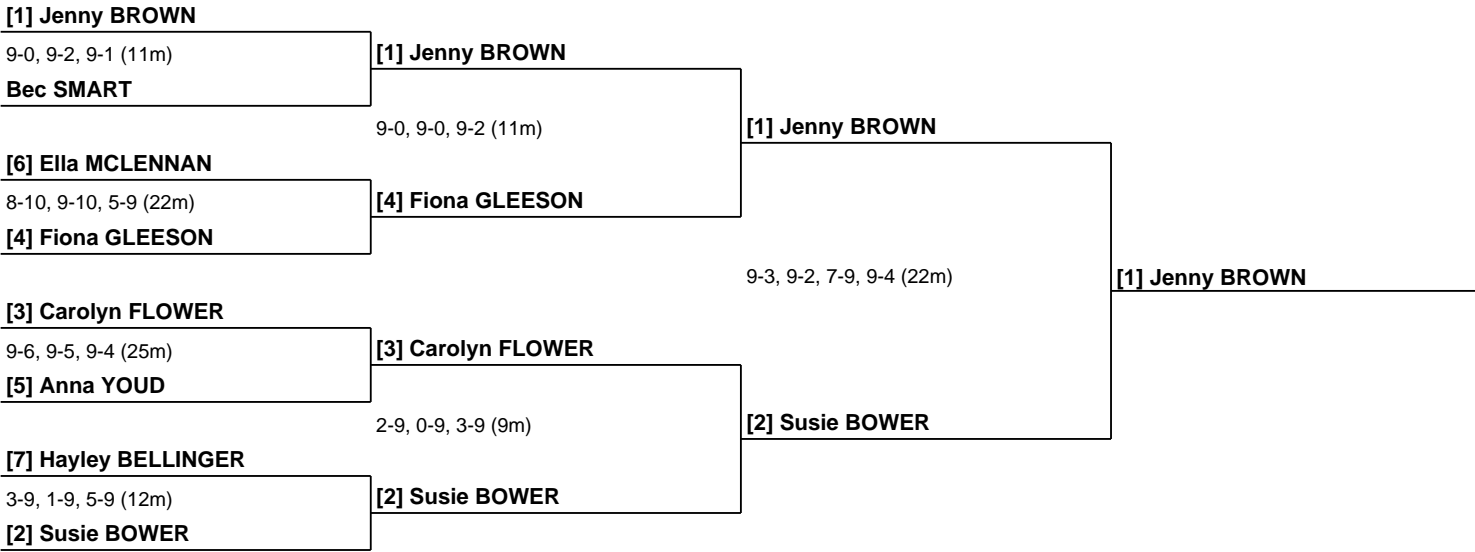 [1] Jenny BROWN
9-0, 9-2, 9-1 (11m)
[1] Jenny BROWN
Bec SMART
9-0, 9-0, 9-2 (11m)
[1] Jenny BROWN
[6] Ella MCLENNAN
8-10, 9-10, 5-9 (22m)
[4] Fiona GLEESON
[4] Fiona GLEESON
9-3, 9-2, 7-9, 9-4 (22m)
[1] Jenny BROWN
[3] Carolyn FLOWER
9-6, 9-5, 9-4 (25m)
[3] Carolyn FLOWER
[5] Anna YOUD
2-9, 0-9, 3-9 (9m)
[2] Susie BOWER
[7] Hayley BELLINGER
3-9, 1-9, 5-9 (12m)
[2] Susie BOWER
[2] Susie BOWER